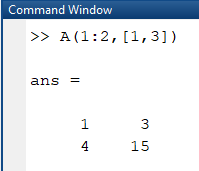 Command Window
>> A(1:2,[1,3])
ans =
1 3
4 15